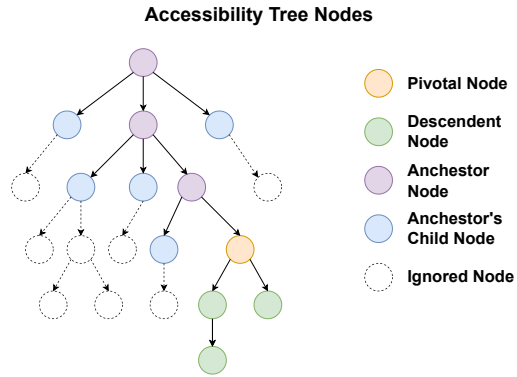 Accessibility Tree Nodes
Pivotal Node
Descendent
Node
Anchestor
Node
Anchestor's
Child Node
Ignored Node